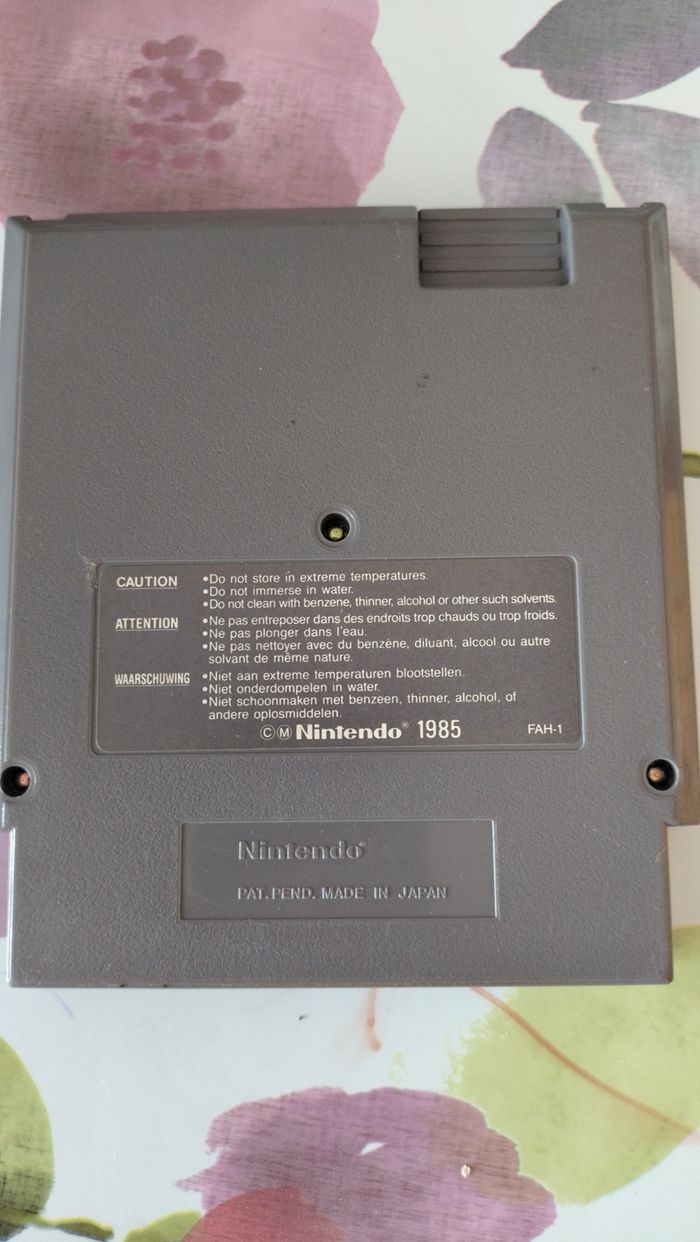 CAUTION •Do not store in extreme temperatures.
•Do not immerse in water.
•Do not clean with benzene, thinner, alcohol or other such solvents.
ATTENTION •Ne pas entreposer dans des endroits trop chauds ou trop froids.
•Ne pas plonger dans l'eau.
•Ne pas nettoyer avec du benzène, diluant, alcool ou autre
solvant de même nature.
WAARSCHUWING •Niet aan extreme temperaturen blootstellen.
•Niet onderdompelen in water.
•Niet schoonmaken met benzeen, thinner, alcohol, of
andere oplosmiddelen.
©Ⓜ Nintendo® 1985 FAH-1
Nintendo®
PAT. PEND. MADE IN JAPAN